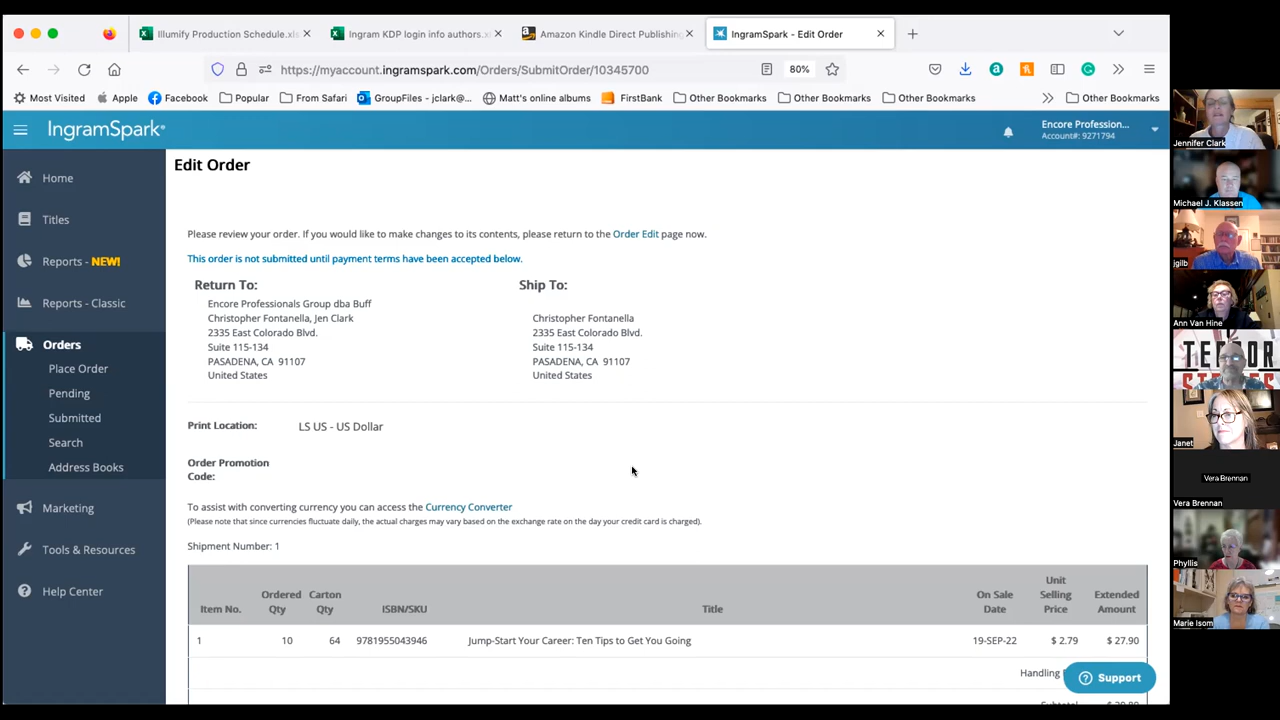 Illumify Production Schedule.xls
Ingram KDP login info authors.x
Amazon Kindle Direct Publishing
IngramSpark - Edit Order
https://myaccount.ingramspark.com/Orders/SubmitOrder/10345700
80%
Most Visited
Apple
Facebook
Popular
From Safari
GroupFiles - jclark@...
Matt's online albums
FirstBank
Other Bookmarks
Other Bookmarks
Other Bookmarks
Other Bookmarks
IngramSpark®
Encore Profession...
Account#: 9271794
Home
Titles
Reports - NEW!
Reports - Classic
Orders
Place Order
Pending
Submitted
Search
Address Books
Marketing
Tools & Resources
Help Center
Edit Order
Please review your order. If you would like to make changes to its contents, please return to the Order Edit page now.
This order is not submitted until payment terms have been accepted below.
Return To:
Encore Professionals Group dba Buff
Christopher Fontanella, Jen Clark
2335 East Colorado Blvd.
Suite 115-134
PASADENA, CA 91107
United States
Ship To:
Christopher Fontanella
2335 East Colorado Blvd.
Suite 115-134
PASADENA, CA 91107
United States
Print Location: LS US - US Dollar
Order Promotion
Code:
To assist with converting currency you can access the Currency Converter
(Please note that since currencies fluctuate daily, the actual charges may vary based on the exchange rate on the day your credit card is charged).
Shipment Number: 1
Item No. Ordered Qty Carton Qty ISBN/SKU Title On Sale Date Unit Selling Price Extended Amount
1 10 64 9781955043946 Jump-Start Your Career: Ten Tips to Get You Going 19-SEP-22 $ 2.79 $ 27.90
Handling
Support
Jennifer Clark
Michael J. Klassen
jgilb
Ann Van Hine
Janet
Vera Brennan
Vera Brennan
Phyllis
Marie Isom